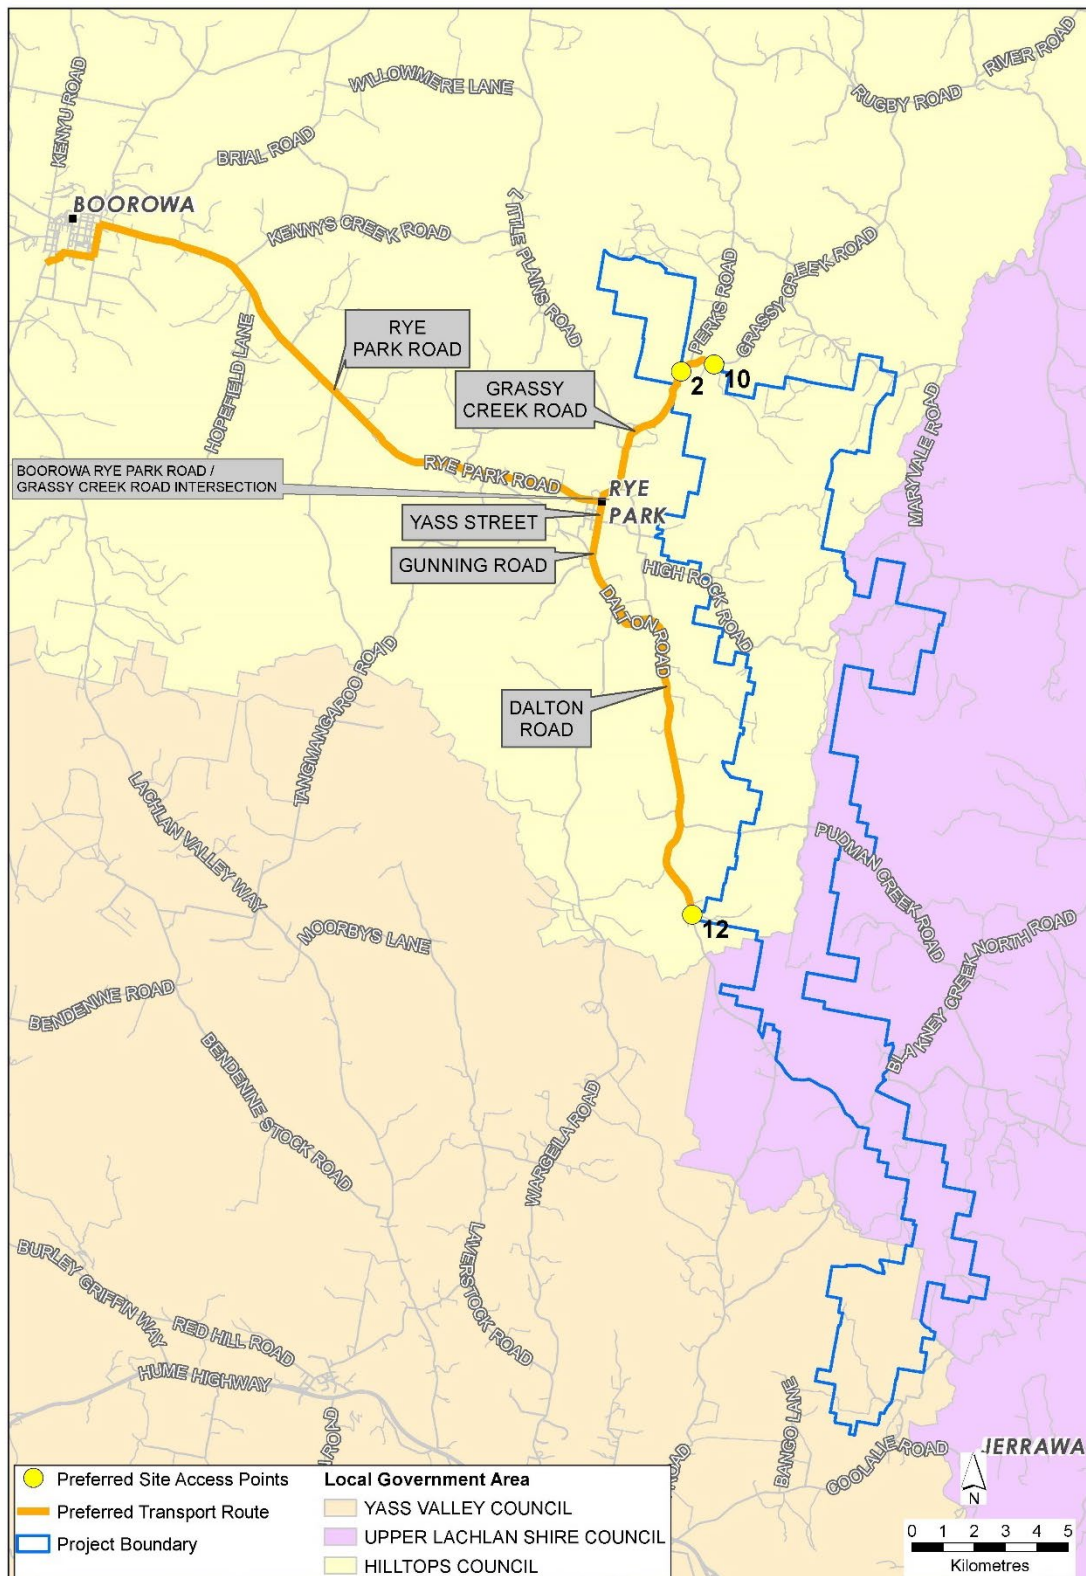 RIVER ROAD
KENYU ROAD
WILLOWMERE LANE
RUGBY ROAD
BRIAL ROAD
BOOROWA
KENNYS CREEK ROAD
LITTLE PLAINS ROAD
PERKS ROAD
GRASSY CREEK ROAD
HOPEFIELD LANE
RYE
PARK ROAD
2
10
GRASSY
CREEK ROAD
MARYVALE ROAD
BOOROWA RYE PARK ROAD /
GRASSY CREEK ROAD INTERSECTION
RYE PARK ROAD
RYE
PARK
YASS STREET
GUNNING ROAD
HIGH ROCK ROAD
DALTON ROAD
TANGMANGAROO ROAD
DALTON
ROAD
LACHLAN VALLEY WAY
PUDMAN CREEK ROAD
12
MOORBYS LANE
BLAKNEY CREEK NORTH ROAD
BENDENINE ROAD
BENDENINE STOCK ROAD
WARGEILA ROAD
LAVERSTOCK ROAD
BURLEY GRIFFIN WAY
RED HILL ROAD
HUME HIGHWAY
BANGO LANE
COOLALIE ROAD
JERRAWA
ROAD
ROAD
Preferred Site Access Points
Preferred Transport Route
Project Boundary
Local Government Area
YASS VALLEY COUNCIL
UPPER LACHLAN SHIRE COUNCIL
HILLTOPS COUNCIL
N
0 1 2 3 4 5
Kilometres